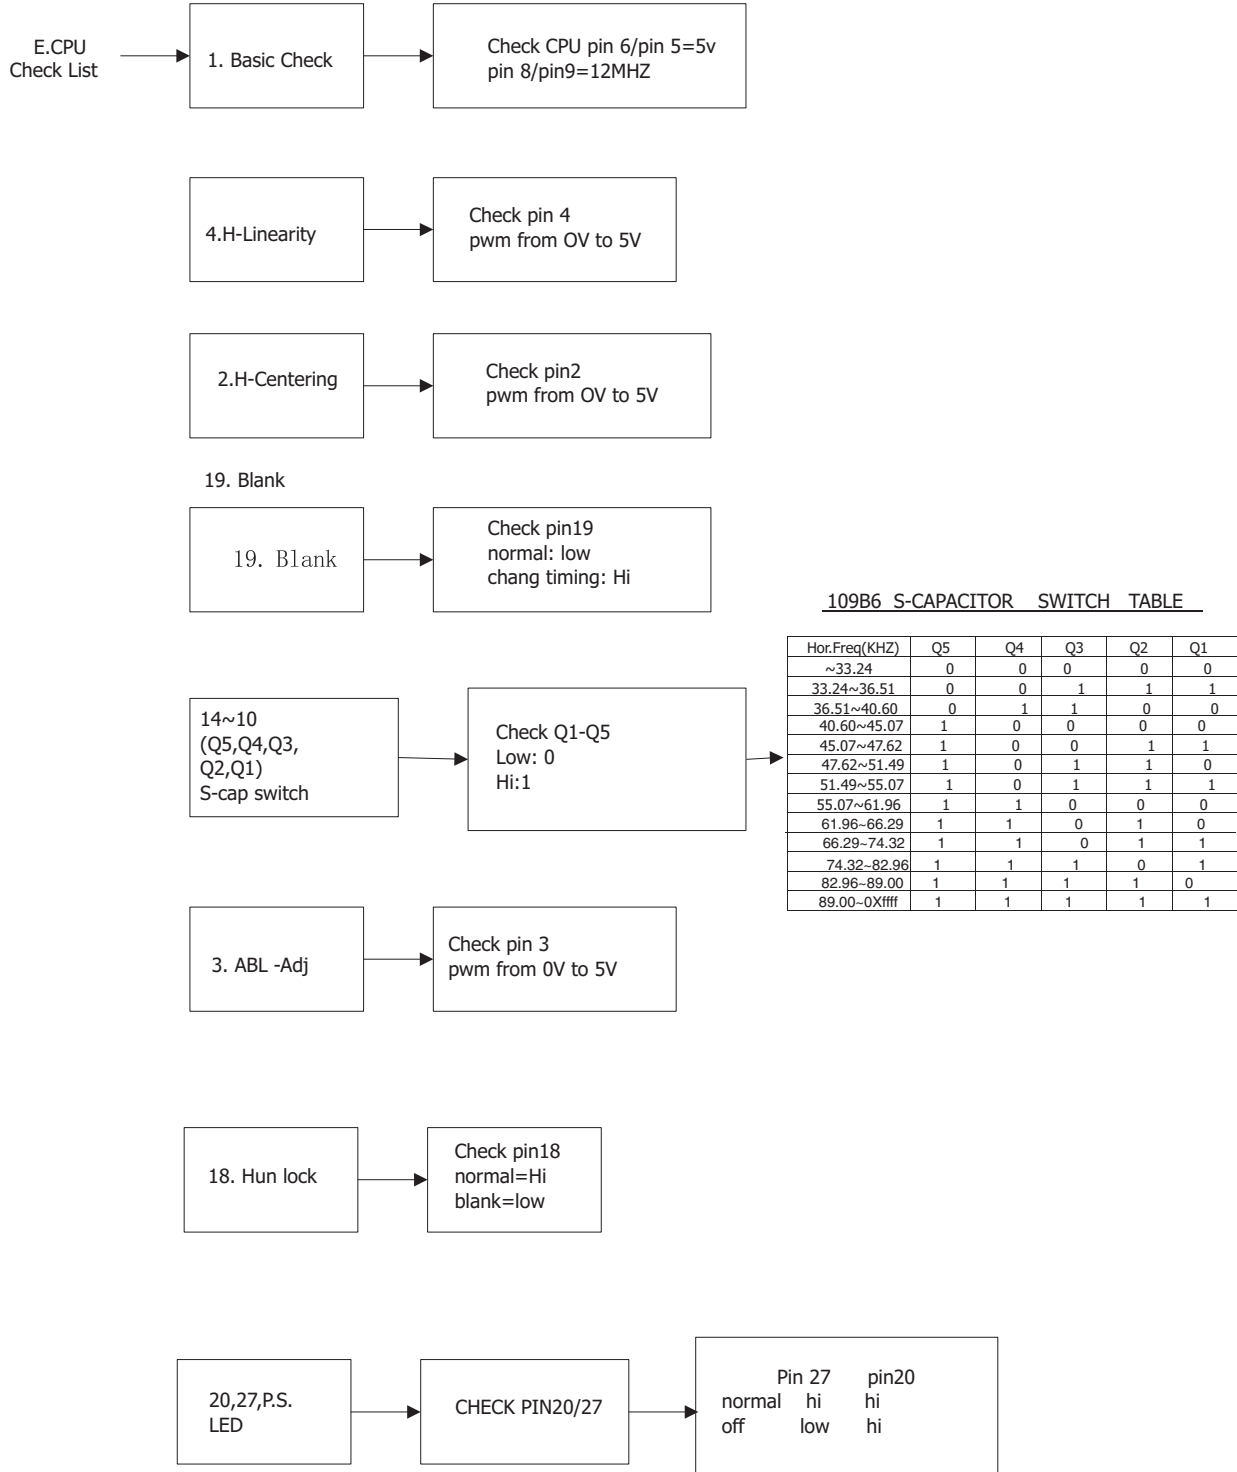 E.CPU
Check List
1. Basic Check
Check CPU pin 6/pin 5=5v
pin 8/pin9=12MHZ
4.H-Linearity
Check pin 4
pwm from OV to 5V
2.H-Centering
Check pin2
pwm from OV to 5V
19. Blank
19. Blank
Check pin19
normal: low
chang timing: Hi
14~10
(Q5,Q4,Q3,
Q2,Q1)
S-cap switch
Check Q1-Q5
Low: 0
Hi:1
109B6 S-CAPACITOR SWITCH TABLE
Hor.Freq(KHZ) Q5 Q4 Q3 Q2 Q1
~33.24 0 0 0 0 0
33.24~36.51 0 0 1 1 1
36.51~40.60 0 1 1 0 0
40.60~45.07 1 0 0 0 0
45.07~47.62 1 0 0 1 1
47.62~51.49 1 0 1 1 0
51.49~55.07 1 0 1 1 1
55.07~61.96 1 1 0 0 0
61.96~66.29 1 1 0 1 0
66.29~74.32 1 1 0 1 1
74.32~82.96 1 1 1 0 1
82.96~89.00 1 1 1 1 0
89.00~0Xffff 1 1 1 1 1
3. ABL -Adj
Check pin 3
pwm from 0V to 5V
18. Hun lock
Check pin18
normal=Hi
blank=low
20,27,P.S.
LED
CHECK PIN20/27
Pin 27 pin20
normal hi hi
off low hi